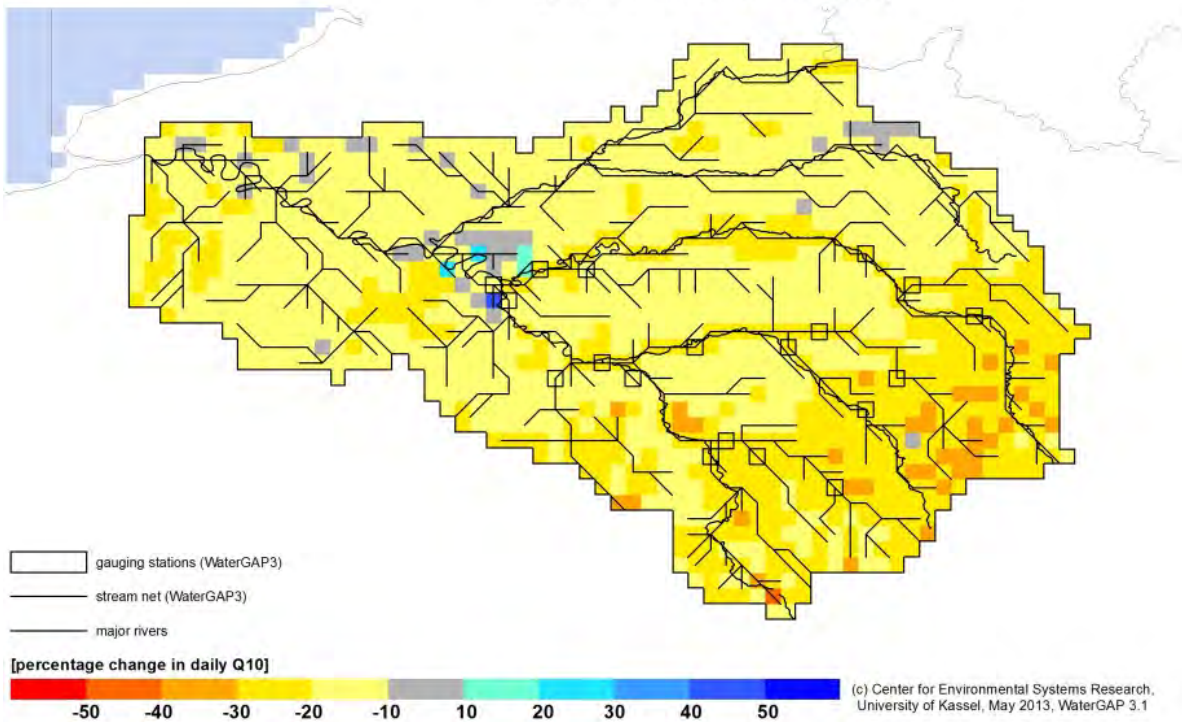 gauging stations (WaterGAP3)
stream net (WaterGAP3)
major rivers
[percentage change in daily Q10]
-50 -40 -30 -20 -10 10 20 30 40 50
(c) Center for Environmental Systems Research,
University of Kassel, May 2013, WaterGAP 3.1